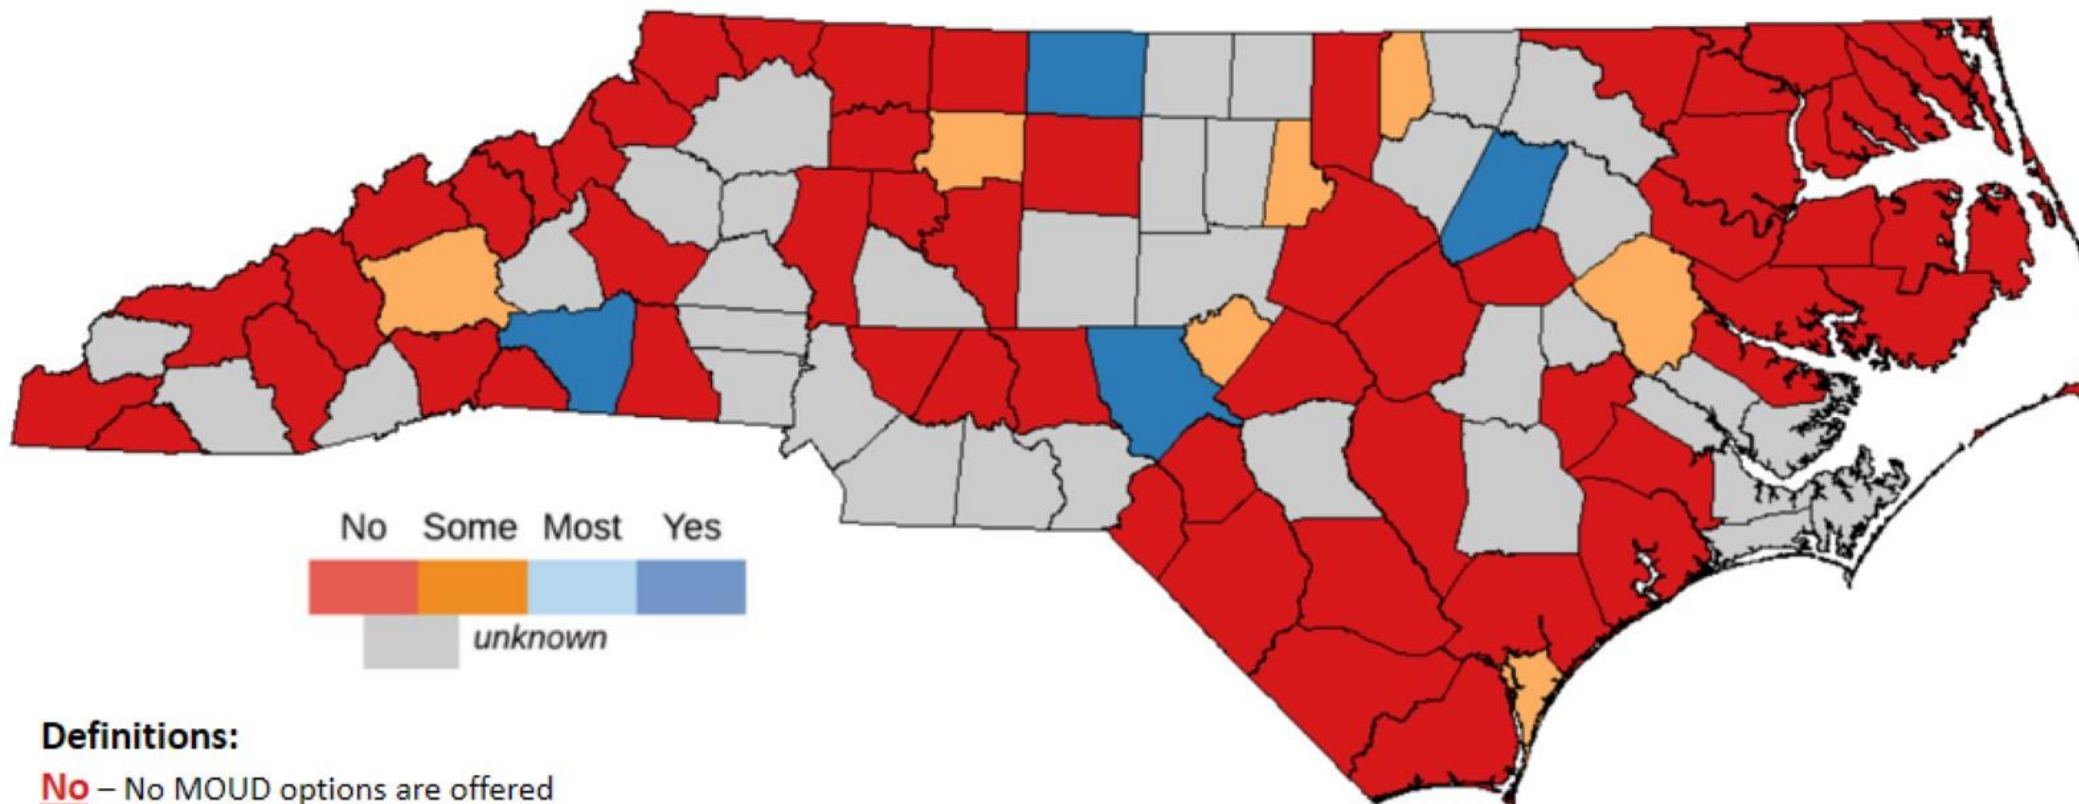 No Some Most Yes
unknown
Definitions:
No – No MOUD options are offered